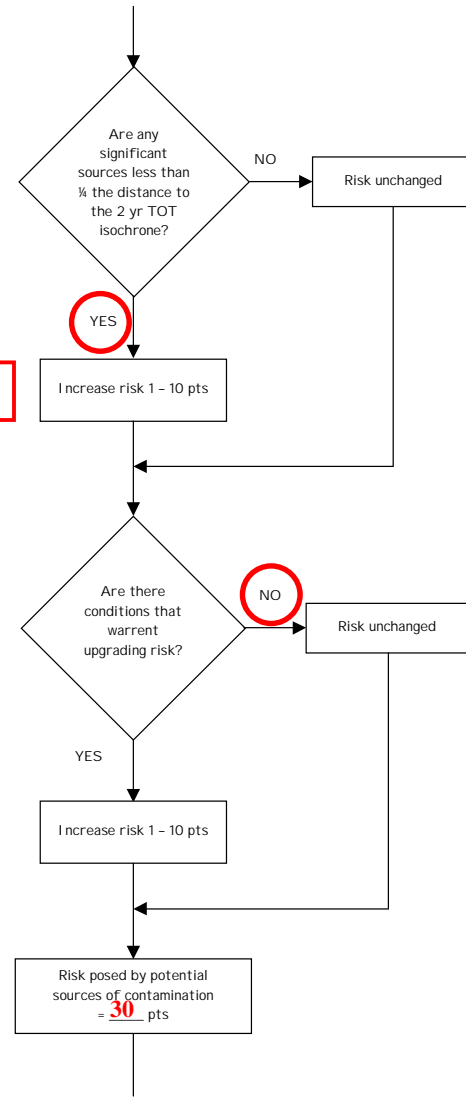 Are any
significant
sources less than
¼ the distance to
the 2 yr TOT
isochrone?
NO
Risk unchanged
YES
Increase risk 1 – 10 pts
Are there
conditions that
warrent
upgrading risk?
NO
Risk unchanged
YES
Increase risk 1 – 10 pts
Risk posed by potential
sources of contamination
= 30 pts